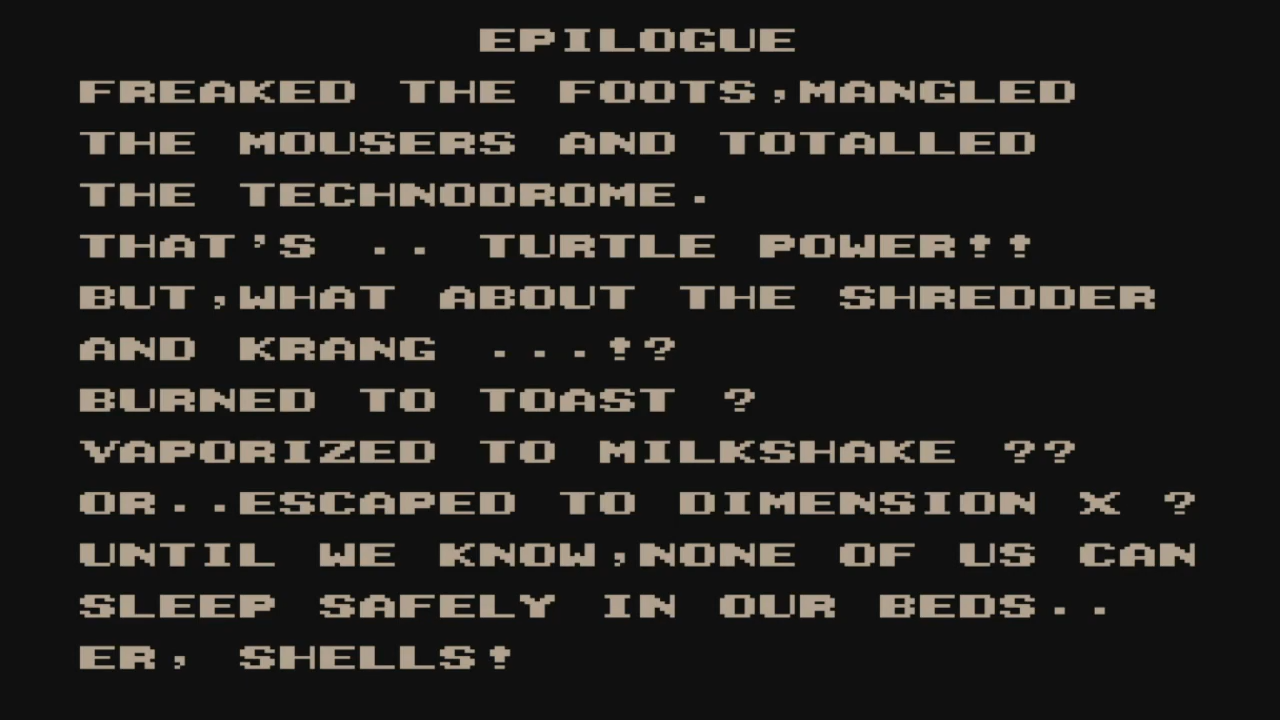 EPILOGUE
FREAKED THE FOOTS,MANGLED
THE MOUSERS AND TOTALLED
THE TECHNODROME.
THAT'S .. TURTLE POWER!!
BUT,WHAT ABOUT THE SHREDDER
AND KRANG ...!?
BURNED TO TOAST ?
VAPORIZED TO MILKSHAKE ??
OR..ESCAPED TO DIMENSION X ?
UNTIL WE KNOW,NONE OF US CAN
SLEEP SAFELY IN OUR BEDS..
ER, SHELLS!